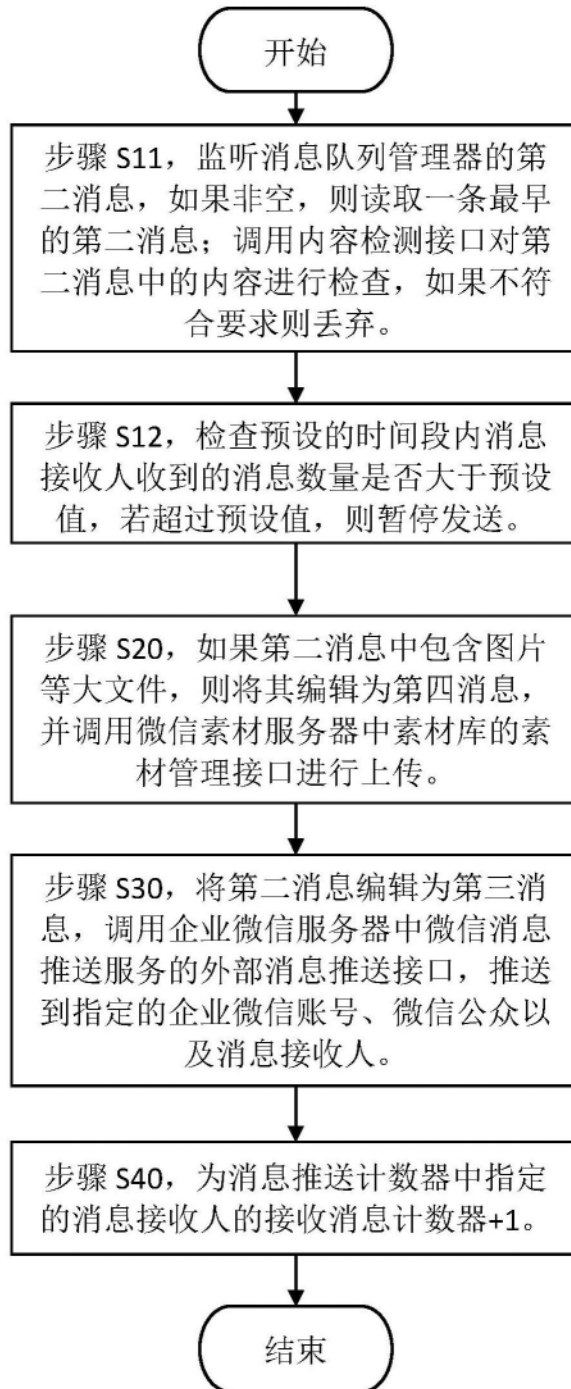 开始
步骤 S11，监听消息队列管理器的第
二消息，如果非空，则读取一条最早
的第二消息；调用内容检测接口对第
二消息中的内容进行检查，如果不符
合要求则丢弃。
步骤 S12，检查预设的时间段内消息
接收人收到的消息数量是否大于预设
值，若超过预设值，则暂停发送。
步骤 S20，如果第二消息中包含图片
等大文件，则将其编辑为第四消息，
并调用微信素材服务器中素材库的素
材管理接口进行上传。
步骤 S30，将第二消息编辑为第三消
息，调用企业微信服务器中微信消息
推送服务的外部消息推送接口，推送
到指定的企业微信账号、微信公众以
及消息接收人。
步骤 S40，为消息推送计数器中指定
的消息接收人的接收消息计数器+1。
结束